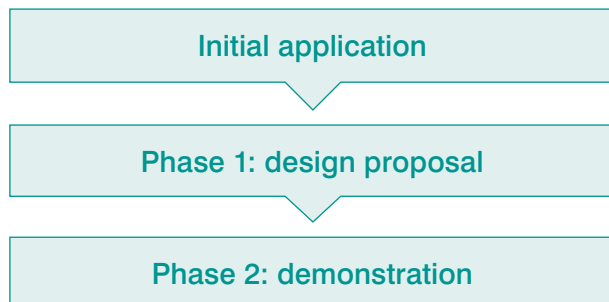 Initial application
Phase 1: design proposal
Phase 2: demonstration